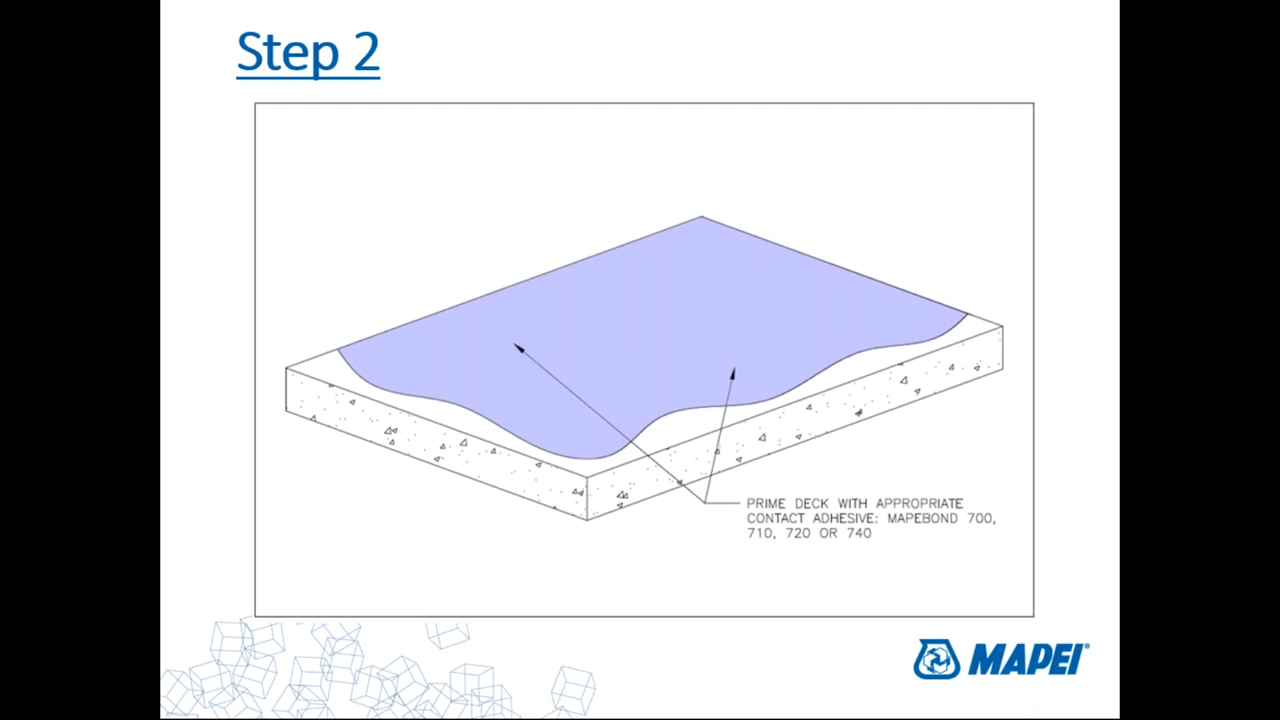 Step 2
PRIME DECK WITH APPROPRIATE
CONTACT ADHESIVE: MAPEBOND 700,
710, 720 OR 740
MAPEI®